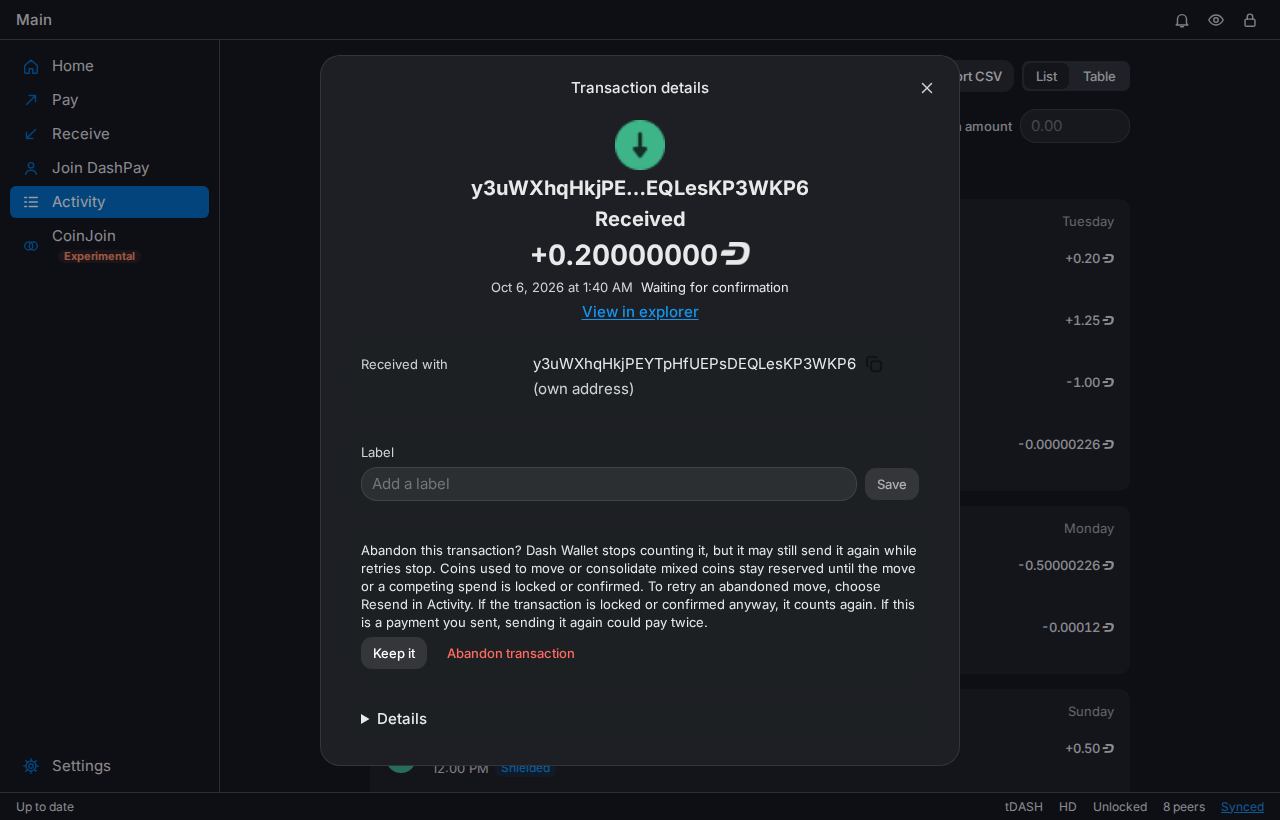 Main
Home
Pay
Receive
Join DashPay
Activity
CoinJoin
Experimental
Settings
CSV
List
Table
amount
0.00
Transaction details
y3uWXhqHkjPE...EQLesKP3WKP6
Received
+0.20000000
Oct 6, 2026 at 1:40 AM Waiting for confirmation
View in explorer
Received with
y3uWXhqHkjPEYTpHfUEPsDEQLesKP3WKP6
(own address)
Label
Add a label
Save
Abandon this transaction? Dash Wallet stops counting it, but it may still send it again while
retries stop. Coins used to move or consolidate mixed coins stay reserved until the move
or a competing spend is locked or confirmed. To retry an abandoned move, choose
Resend in Activity. If the transaction is locked or confirmed anyway, it counts again. If this
is a payment you sent, sending it again could pay twice.
Keep it
Abandon transaction
Details
Tuesday
+0.20
+1.25
-1.00
-0.00000226
Monday
-0.50000226
-0.00012
Sunday
+0.50
12:00 PM Shielded
Up to date
tDASH
HD
Unlocked
8 peers
Synced